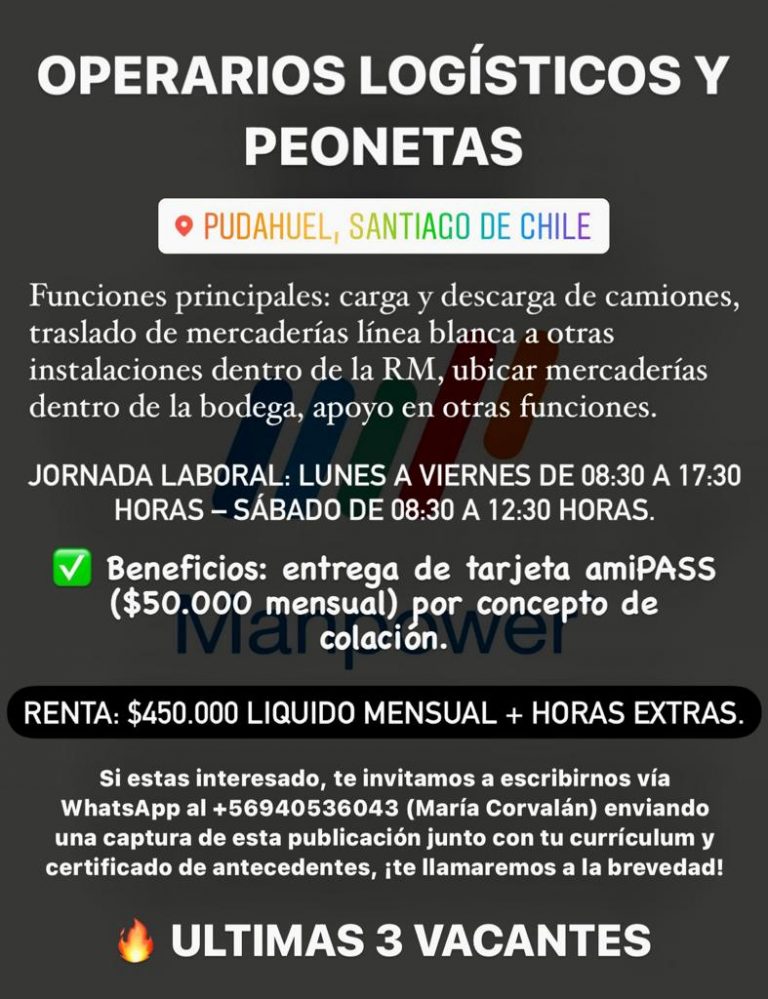 OPERARIOS LOGÍSTICOS Y
PEONETAS
PUDAHUEL, SANTIAGO DE CHILE
Funciones principales: carga y descarga de camiones,
traslado de mercaderías línea blanca a otras
instalaciones dentro de la RM, ubicar mercaderías
dentro de la bodega, apoyo en otras funciones.
JORNADA LABORAL: LUNES A VIERNES DE 08:30 A 17:30
HORAS – SÁBADO DE 08:30 A 12:30 HORAS.
✅ Beneficios: entrega de tarjeta amiPASS
($50.000 mensual) por concepto de
colación.
Manpower
RENTA: $450.000 LIQUIDO MENSUAL + HORAS EXTRAS.
Si estas interesado, te invitamos a escribirnos vía
WhatsApp al +56940536043 (María Corvalán) enviando
una captura de esta publicación junto con tu currículum y
certificado de antecedentes, ¡te llamaremos a la brevedad!
🔥 ULTIMAS 3 VACANTES